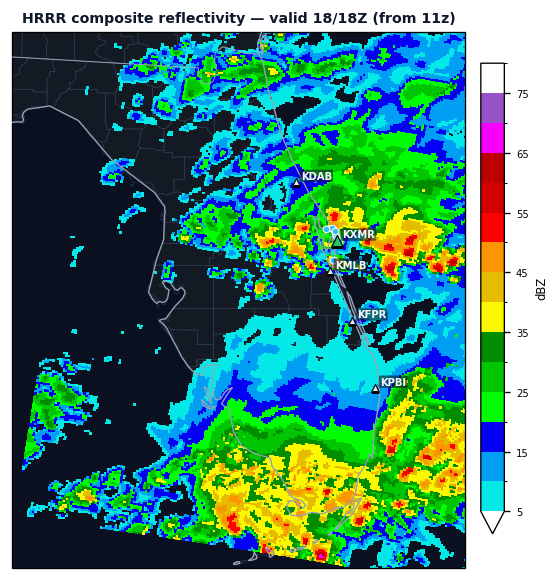 HRRR composite reflectivity — valid 18/18Z (from 11z)
KDAB
KXMR
KMLB
KFPR
KPBI
75
65
55
45
35
25
15
5
dBZ